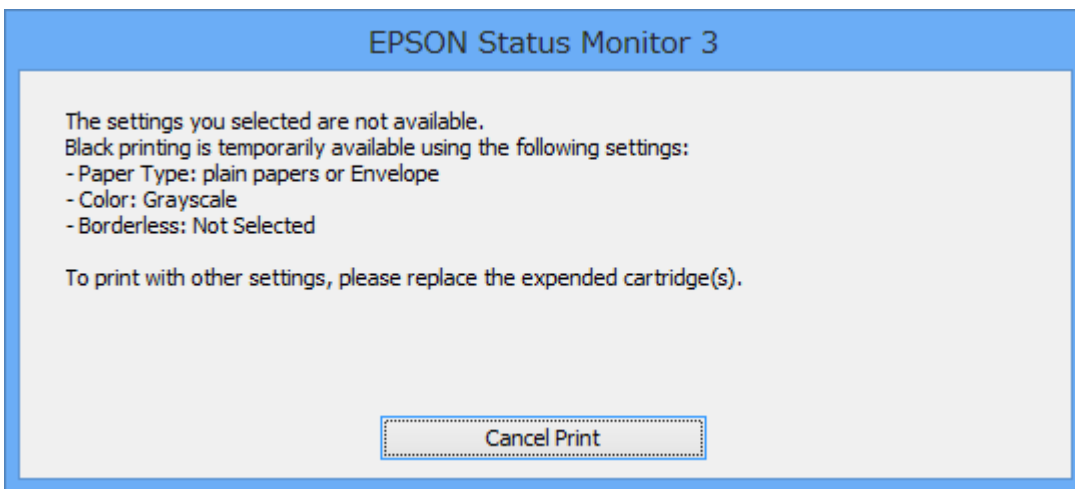 EPSON Status Monitor 3
The settings you selected are not available.
Black printing is temporarily available using the following settings:
- Paper Type: plain papers or Envelope
- Color: Grayscale
- Borderless: Not Selected
To print with other settings, please replace the expended cartridge(s).
Cancel Print